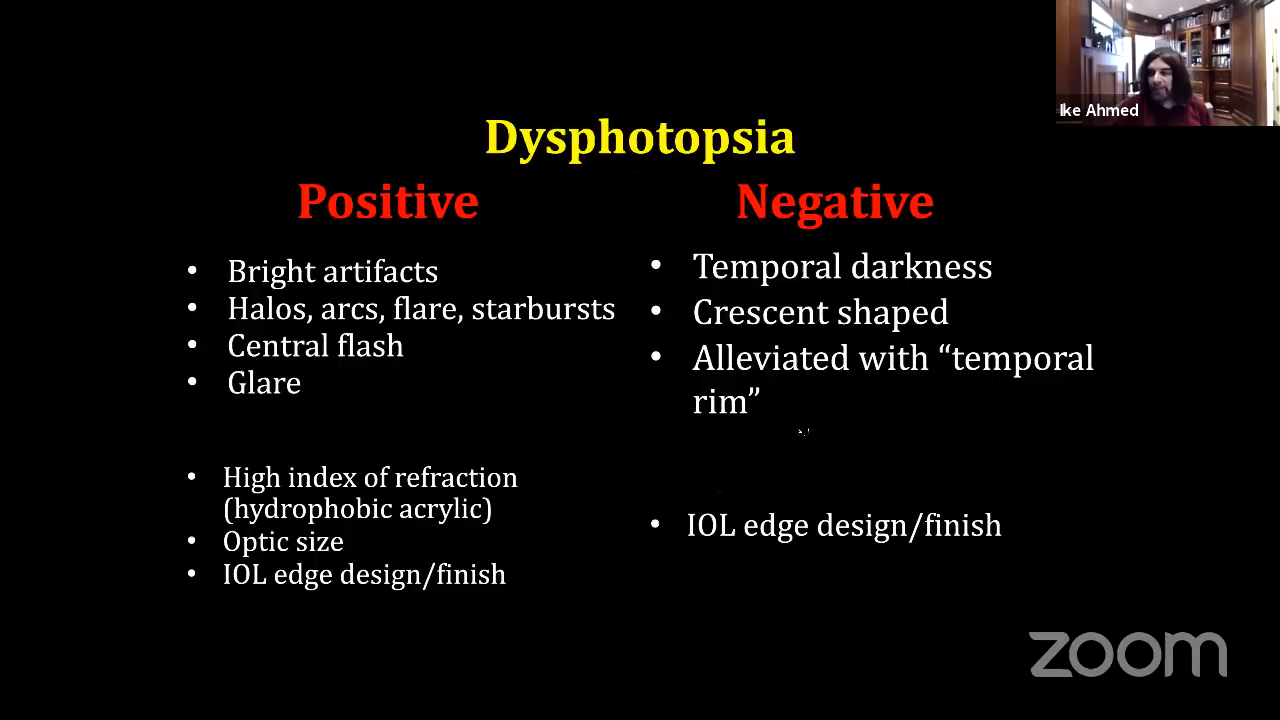 Ike Ahmed
Dysphotopsia
Positive
• Bright artifacts
• Halos, arcs, flare, starbursts
• Central flash
• Glare
• High index of refraction
(hydrophobic acrylic)
• Optic size
• IOL edge design/finish
Negative
• Temporal darkness
• Crescent shaped
• Alleviated with “temporal
rim”
• IOL edge design/finish
zoom